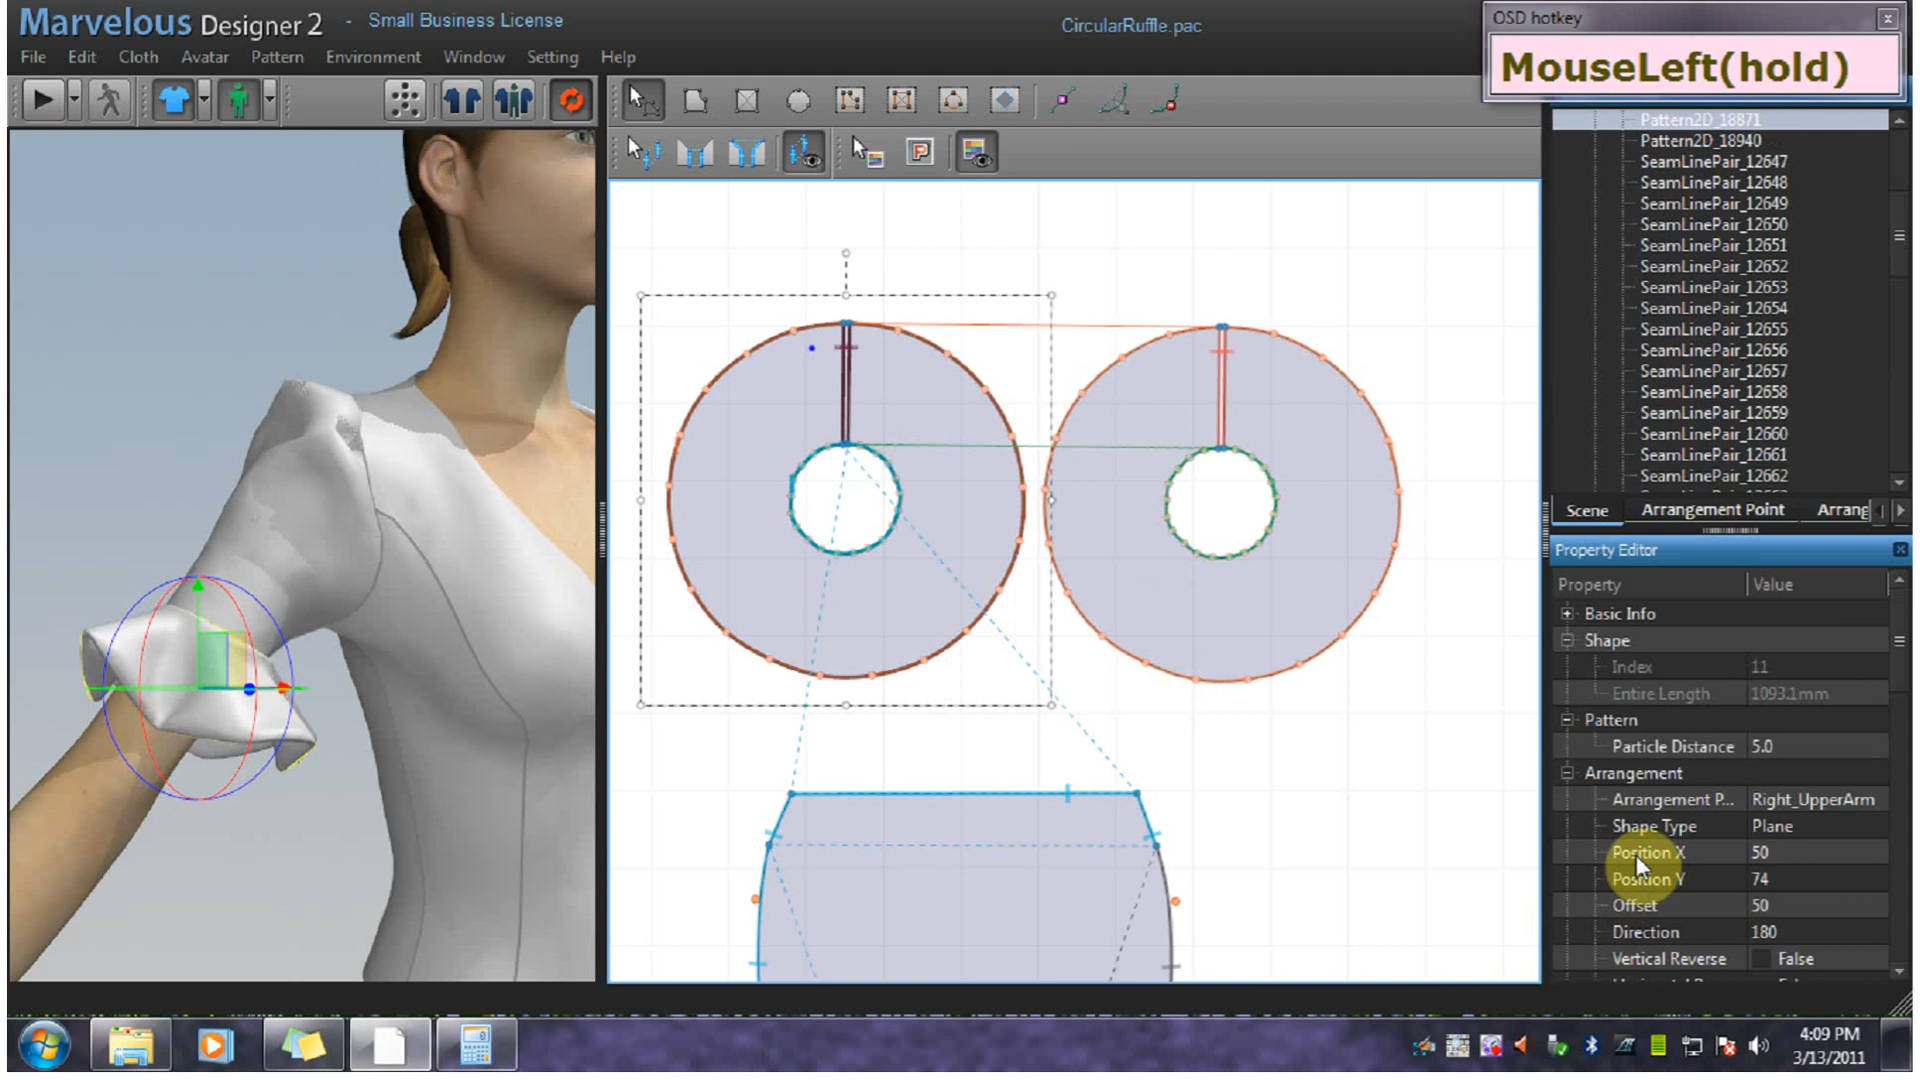 Marvelous Designer 2 - Small Business License
CircularRuffle.pac
OSD hotkey
MouseLeft(hold)
File Edit Cloth Avatar Pattern Environment Window Setting Help
Pattern2D_18871
Pattern2D_18940
SeamLinePair_12647
SeamLinePair_12648
SeamLinePair_12649
SeamLinePair_12650
SeamLinePair_12651
SeamLinePair_12652
SeamLinePair_12653
SeamLinePair_12654
SeamLinePair_12655
SeamLinePair_12656
SeamLinePair_12657
SeamLinePair_12658
SeamLinePair_12659
SeamLinePair_12660
SeamLinePair_12661
SeamLinePair_12662
Scene Arrangement Point Arrang
Property Editor
Property Value
Basic Info
Shape
Index 11
Entire Length 1093.1mm
Pattern
Particle Distance 5.0
Arrangement
Arrangement P... Right_UpperArm
Shape Type Plane
Position X 50
Position Y 74
Offset 50
Direction 180
Vertical Reverse False
4:09 PM
3/13/2011